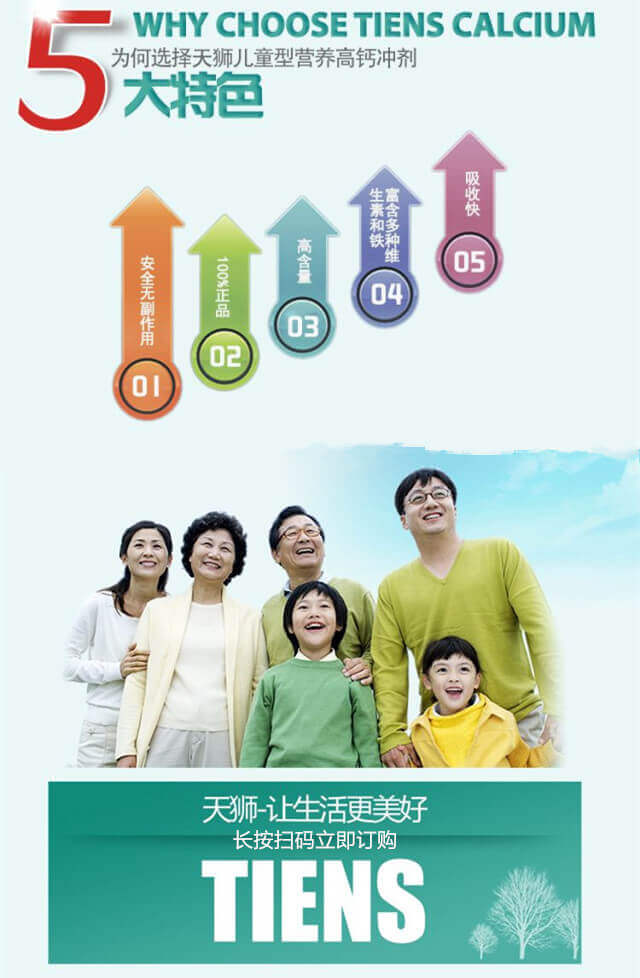 5
WHY CHOOSE TIENS CALCIUM
为何选择天狮儿童型营养高钙冲剂
大特色
安全无副作用
01
100%正品
02
高含量
03
富含多种维
生素和铁
04
吸收快
05
天狮-让生活更美好
长按扫码立即订购
TIENS